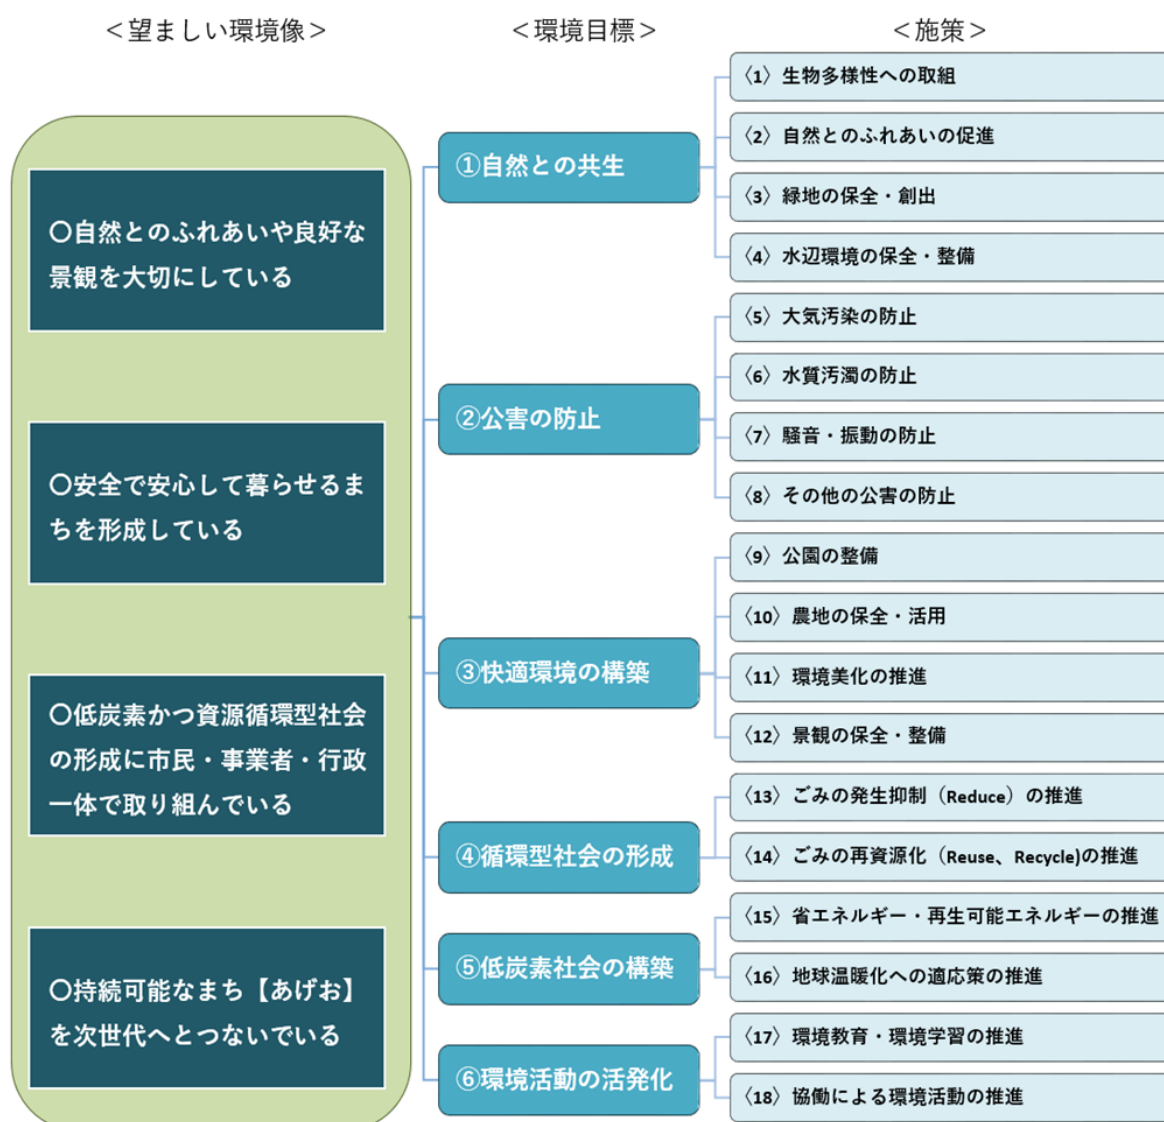 ＜望ましい環境像＞
〇自然とのふれあいや良好な
景観を大切にしている
〇安全で安心して暮らせるま
ちを形成している
〇低炭素かつ資源循環型社会
の形成に市民・事業者・行政
一体で取り組んでいる
〇持続可能なまち【あげお】
を次世代へとつないでいる
＜環境目標＞
①自然との共生
②公害の防止
③快適環境の構築
④循環型社会の形成
⑤低炭素社会の構築
⑥環境活動の活発化
＜施策＞
〈1〉生物多様性への取組
〈2〉自然とのふれあいの促進
〈3〉緑地の保全・創出
〈4〉水辺環境の保全・整備
〈5〉大気汚染の防止
〈6〉水質汚濁の防止
〈7〉騒音・振動の防止
〈8〉その他の公害の防止
〈9〉公園の整備
〈10〉農地の保全・活用
〈11〉環境美化の推進
〈12〉景観の保全・整備
〈13〉ごみの発生抑制（Reduce）の推進
〈14〉ごみの再資源化（Reuse、Recycle)の推進
〈15〉省エネルギー・再生可能エネルギーの推進
〈16〉地球温暖化への適応策の推進
〈17〉環境教育・環境学習の推進
〈18〉協働による環境活動の推進